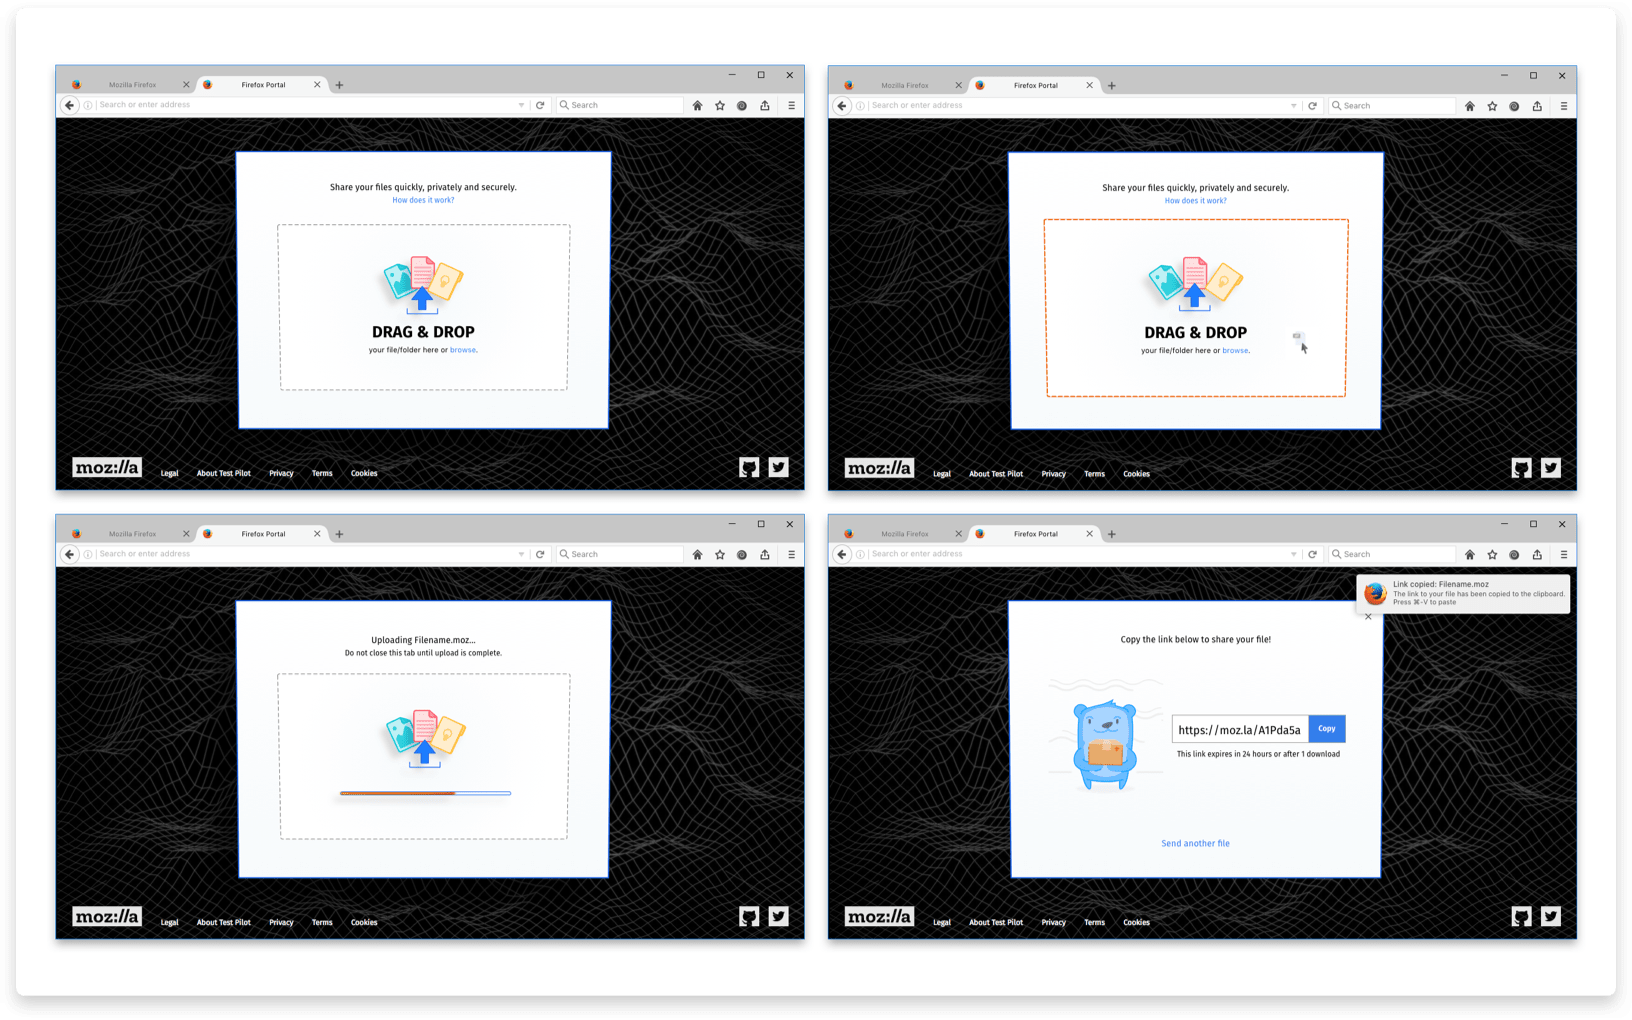 Mozilla Firefox
Firefox Portal
Search or enter address
Search
Share your files quickly, privately and securely.
How does it work?
DRAG & DROP
your file/folder here or browse.
moz://a
Legal
About Test Pilot
Privacy
Terms
Cookies
Mozilla Firefox
Firefox Portal
Search or enter address
Search
Share your files quickly, privately and securely.
How does it work?
DRAG & DROP
your file/folder here or browse.
moz://a
Legal
About Test Pilot
Privacy
Terms
Cookies
Mozilla Firefox
Firefox Portal
Search or enter address
Search
Uploading Filename.moz...
Do not close this tab until upload is complete.
moz://a
Legal
About Test Pilot
Privacy
Terms
Cookies
Mozilla Firefox
Firefox Portal
Search or enter address
Search
Link copied: Filename.moz
The link to your file has been copied to the clipboard.
Press ⌘-V to paste
Copy the link below to share your file!
https://moz.la/A1Pda5a
Copy
This link expires in 24 hours or after 1 download
Send another file
moz://a
Legal
About Test Pilot
Privacy
Terms
Cookies